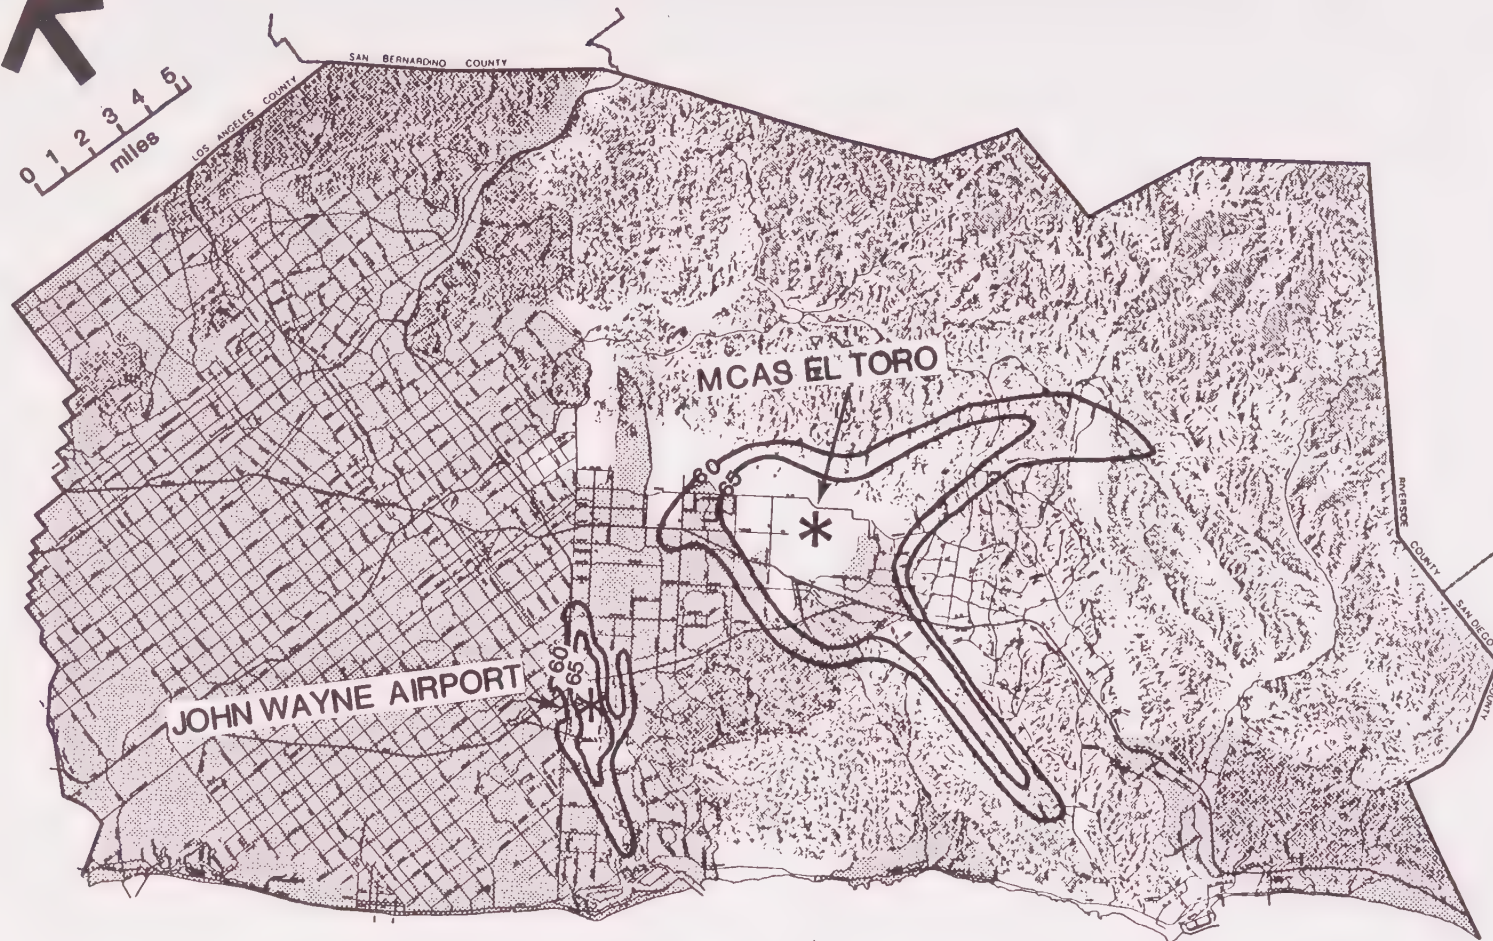 SAN BERNARDINO COUNTY
LOS ANGELES COUNTY
0 1 2 3 4 5
miles
MCAS EL TORO
60
65
RIVERSIDE COUNTY
SAN DIEGO COUNTY
60
65
JOHN WAYNE AIRPORT